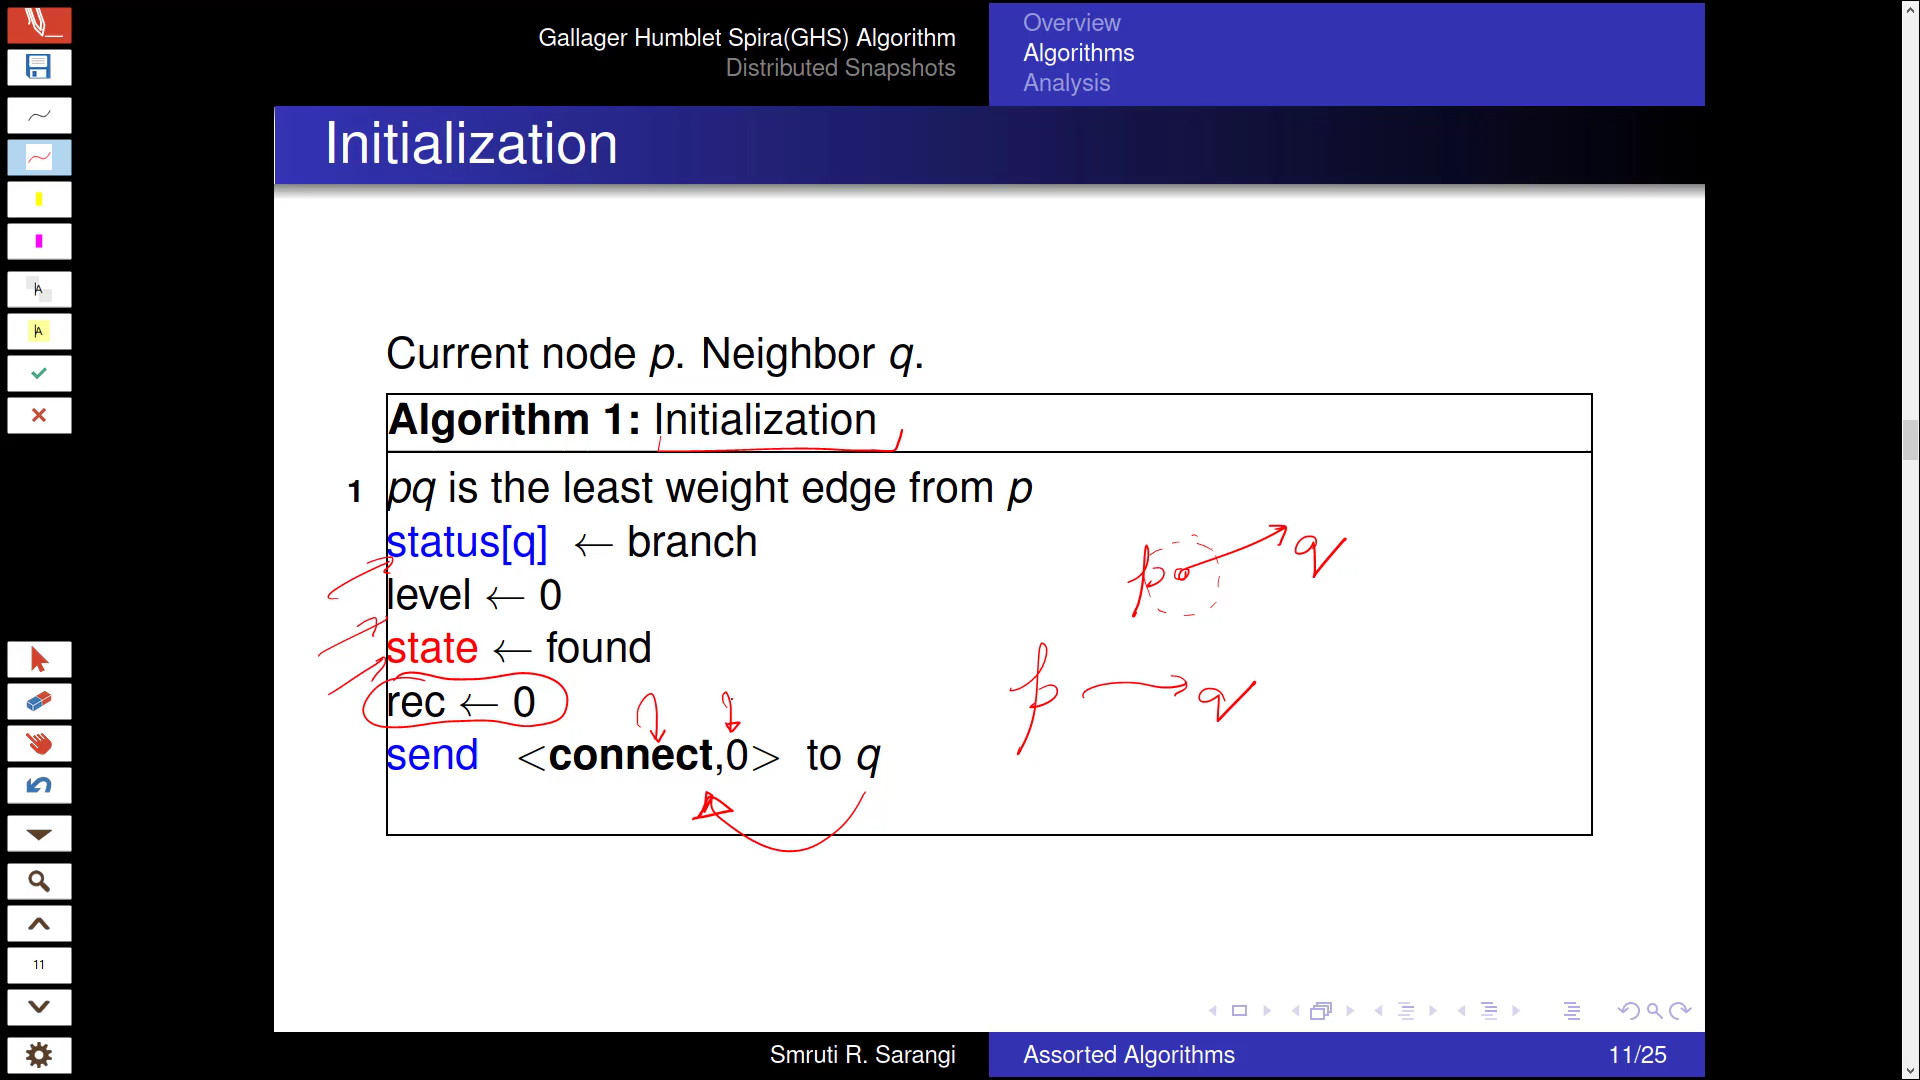 Gallager Humblet Spira(GHS) Algorithm
Distributed Snapshots
Overview
Algorithms
Analysis
Initialization
Current node p. Neighbor q.
Algorithm 1: Initialization
1 pq is the least weight edge from p
status[q] ← branch
level ← 0
state ← found
rec ← 0
send <connect,0> to q
p q
p → q
11
Smruti R. Sarangi
Assorted Algorithms
11/25